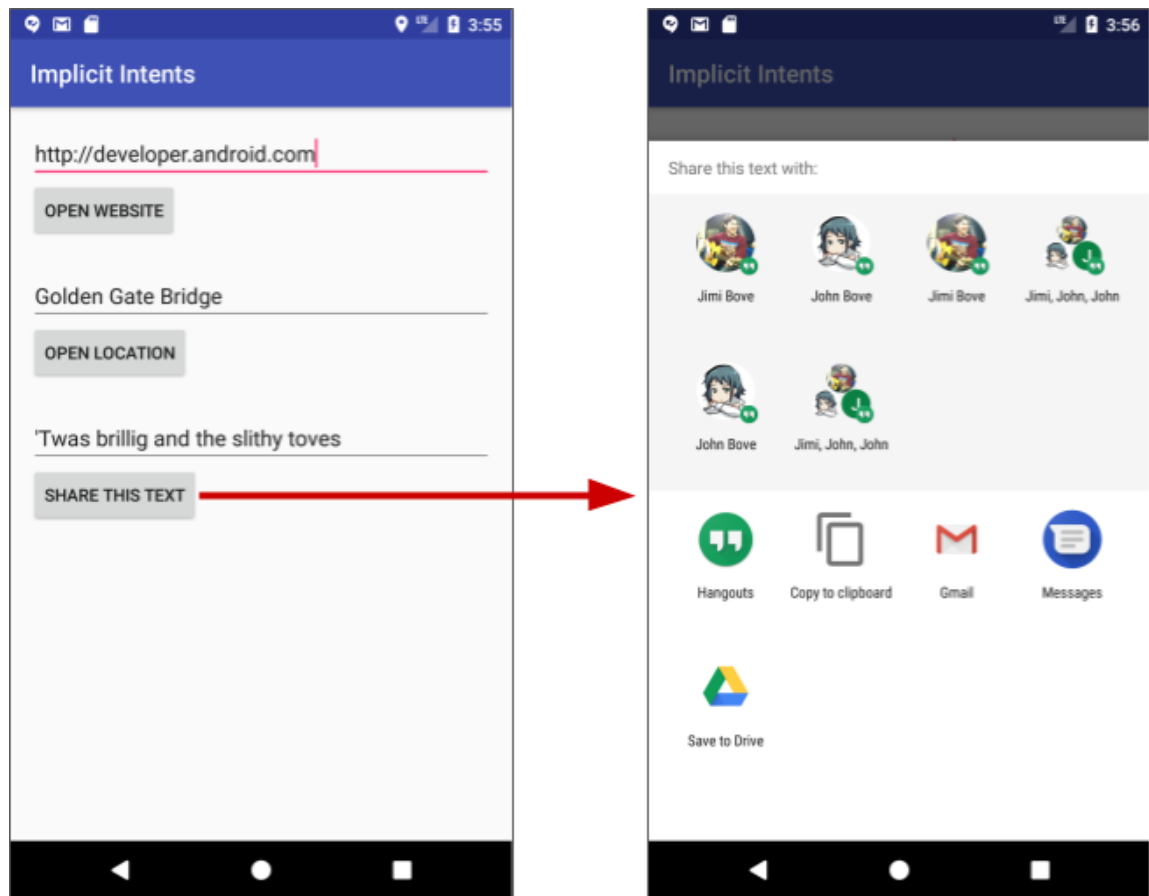 LTE 3:55
Implicit Intents
http://developer.android.com
OPEN WEBSITE
Golden Gate Bridge
OPEN LOCATION
'Twas brillig and the slithy toves
SHARE THIS TEXT
LTE 3:56
Implicit Intents
Share this text with:
Jimi Bove John Bove Jimi Bove Jimi, John, John
J
John Bove Jimi, John, John
J
Hangouts Copy to clipboard Gmail Messages
Save to Drive